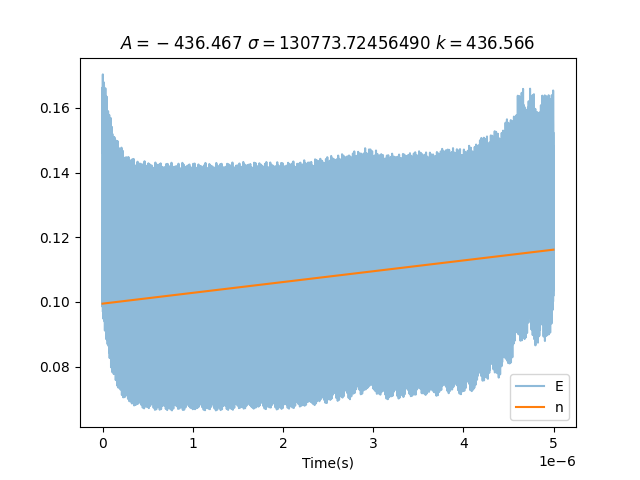 A = − 436.467 σ = 130773.72456490 k = 436.566
0.16
0.14
0.12
0.10
0.08
E
n
0 1 2 3 4 5
1e−6
Time(s)